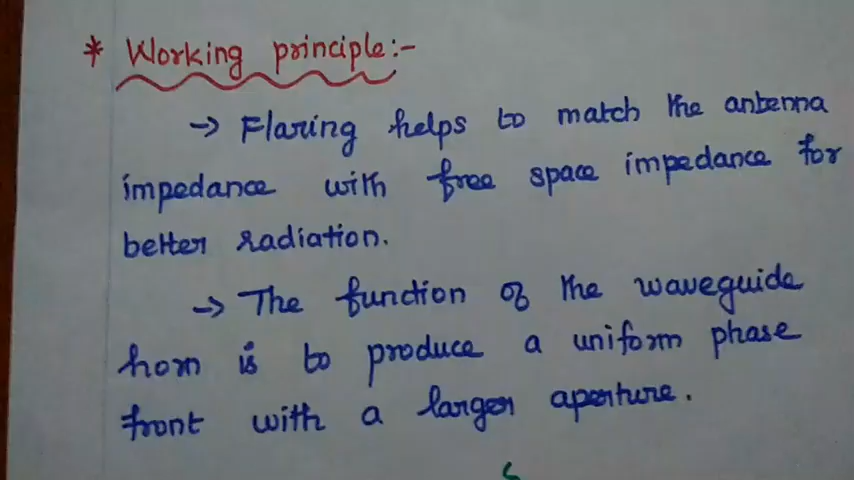 * Working principle:-
→ Flaring helps to match the antenna
impedance with free space impedance for
better radiation.
→ The function of the waveguide
horn is to produce a uniform phase
front with a larger aperture.